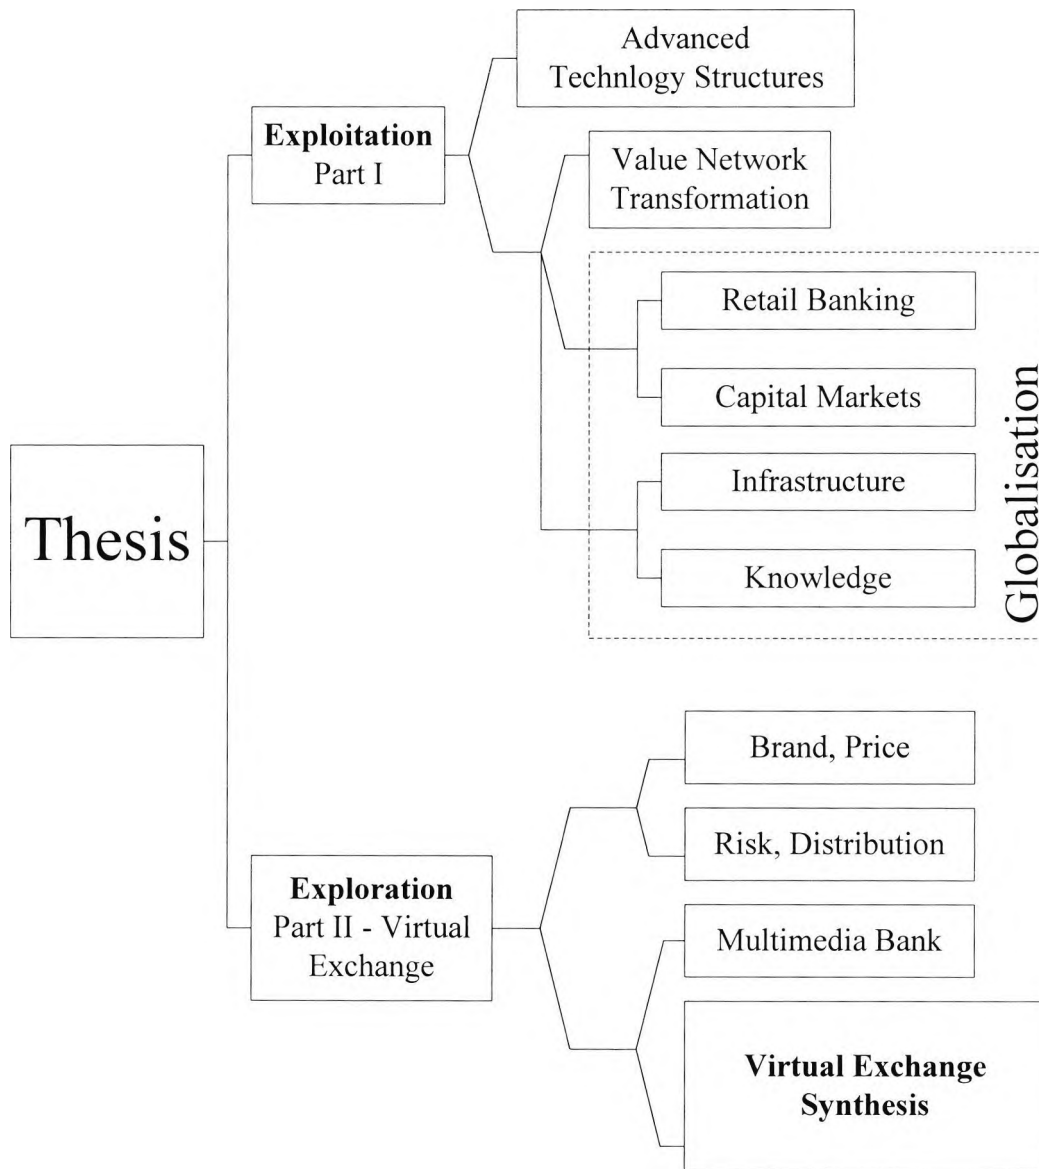 Advanced
Technlogy Structures
Exploitation
Part I
Value Network
Transformation
Retail Banking
Capital Markets
Infrastructure
Knowledge
Globalisation
Thesis
Brand, Price
Risk, Distribution
Exploration
Part II - Virtual
Exchange
Multimedia Bank
Virtual Exchange
Synthesis